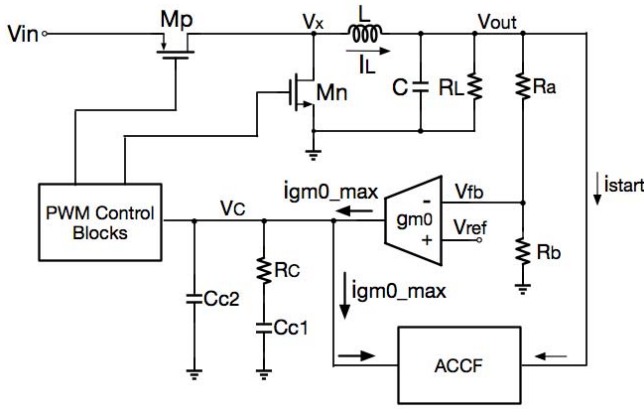 Mp
Vx
L
Vout
Vin
IL
Mn
C
RL
Ra
istart
igm0_max
Vfb
PWM Control
Blocks
VC
gm0
-
+
Vref
RC
Rb
igm0_max
Cc2
Cc1
ACCF